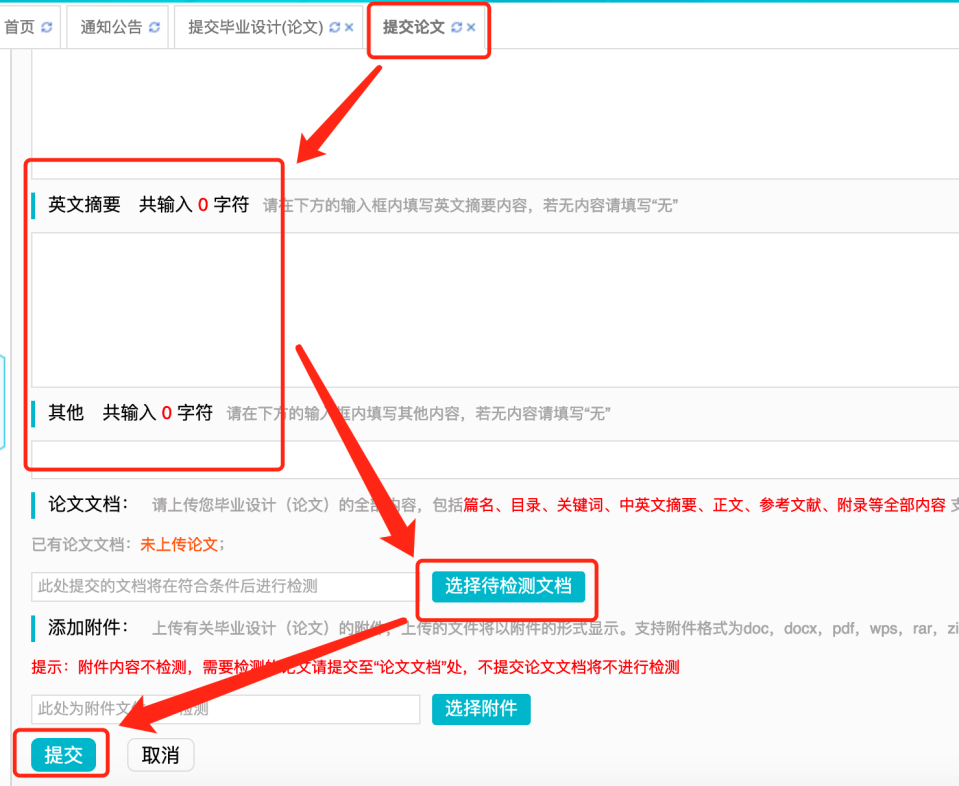 首页 通知公告 提交毕业设计(论文) 提交论文
英文摘要 共输入 0 字符 请在下方的输入框内填写英文摘要内容，若无内容请填写“无”
其他 共输入 0 字符 请在下方的输入框内填写其他内容，若无内容请填写“无”
论文文档： 请上传您毕业设计（论文）的全部内容，包括篇名、目录、关键词、中英文摘要、正文、参考文献、附录等全部内容
已有论文文档：未上传论文；
此处提交的文档将在符合条件后进行检测 选择待检测文档
添加附件： 上传有关毕业设计（论文）的附件，上传的文件将以附件的形式显示。支持附件格式为doc，docx，pdf，wps，rar，zi
提示：附件内容不检测，需要检测的论文请提交至“论文文档”处，不提交论文文档将不进行检测
此处为附件文 检测 选择附件
提交 取消